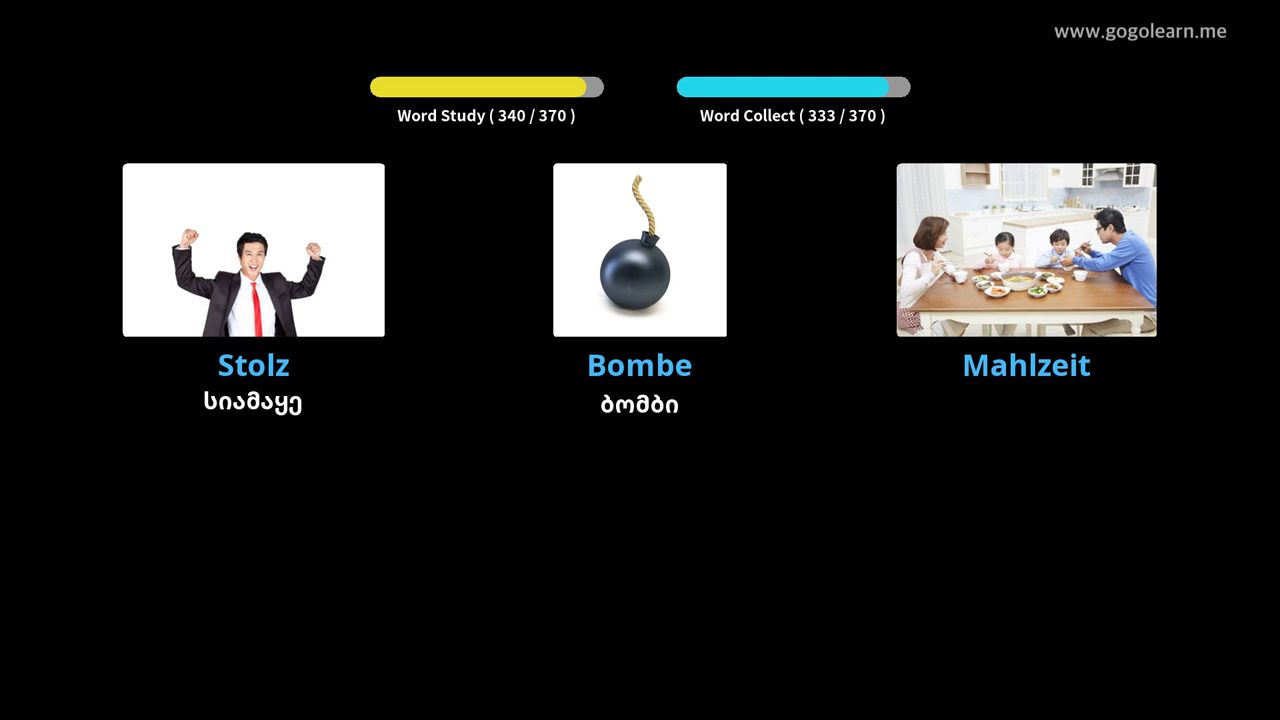 www.gogolearn.me
Word Study ( 340 / 370 )
Word Collect ( 333 / 370 )
Stolz
Bombe
Mahlzeit
სიამაყე
ბომბი